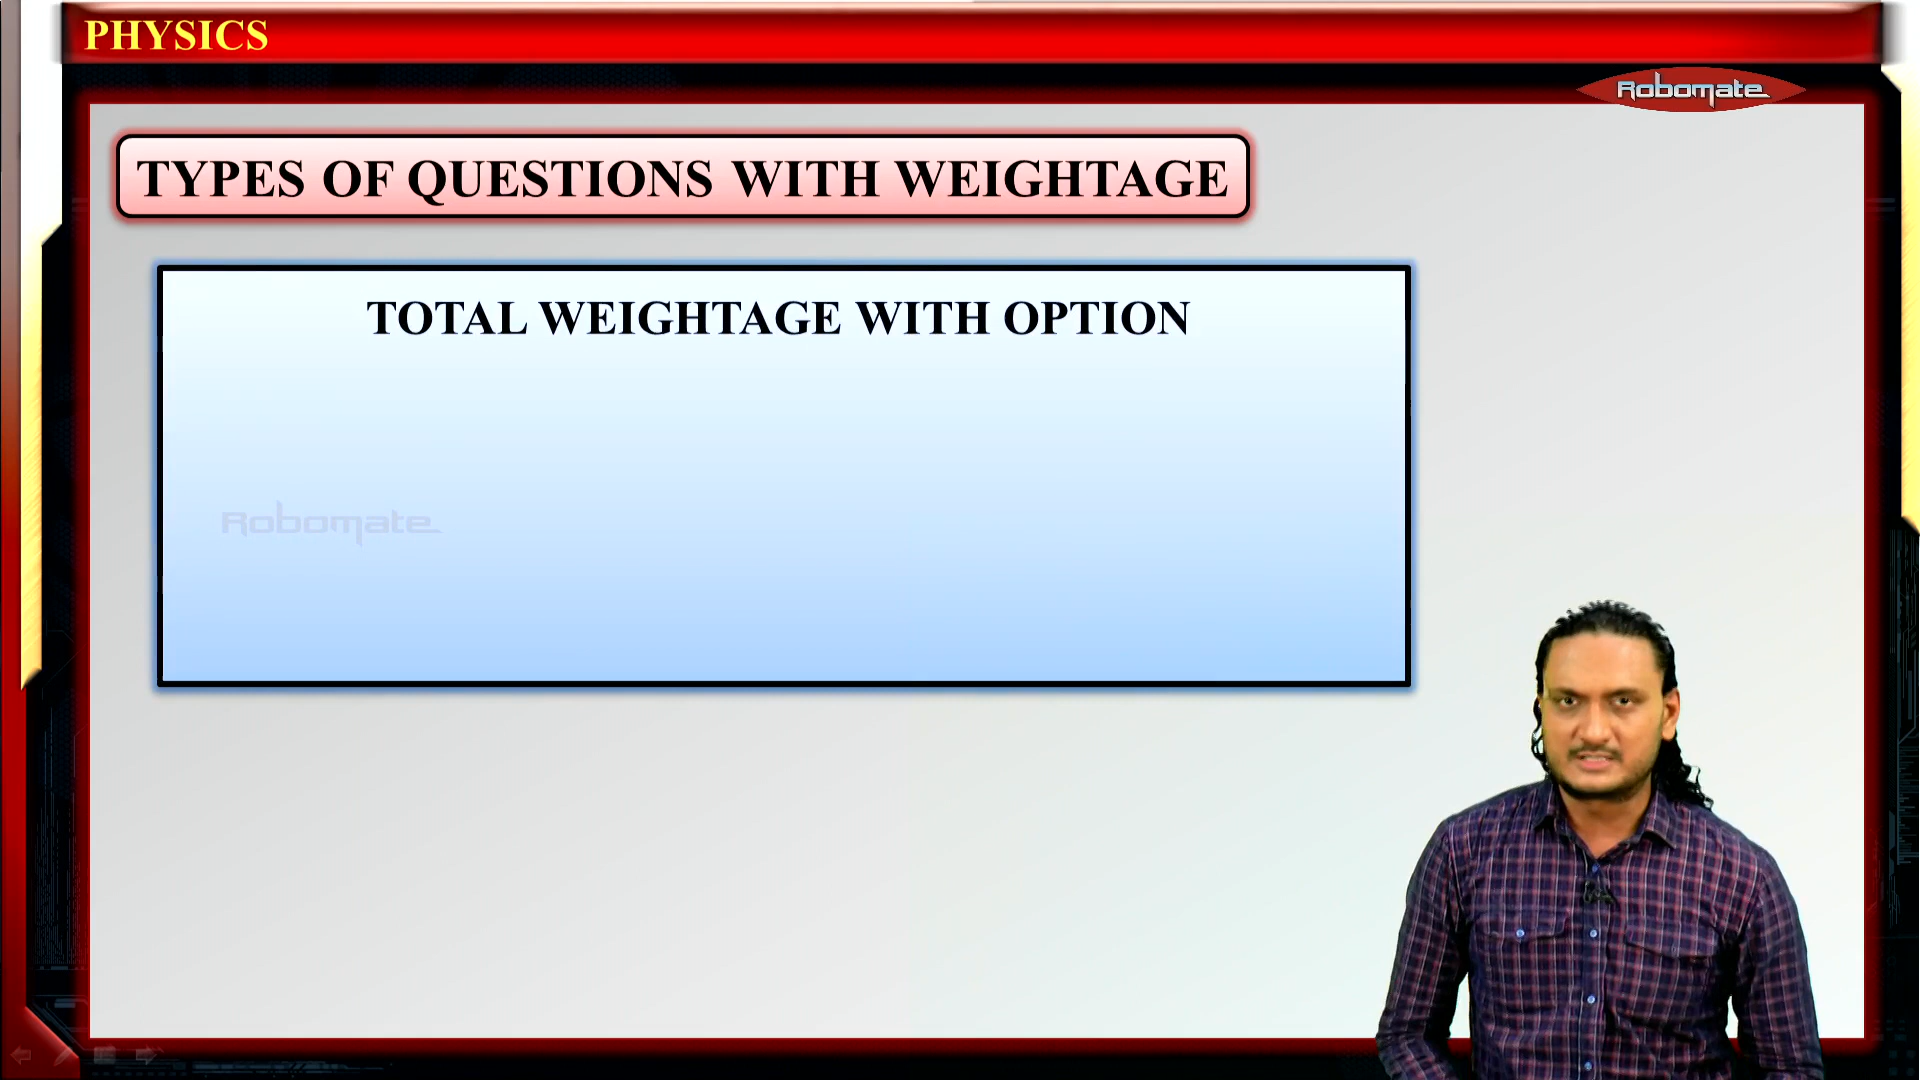 PHYSICS
Robomate
TYPES OF QUESTIONS WITH WEIGHTAGE
TOTAL WEIGHTAGE WITH OPTION
Robomate